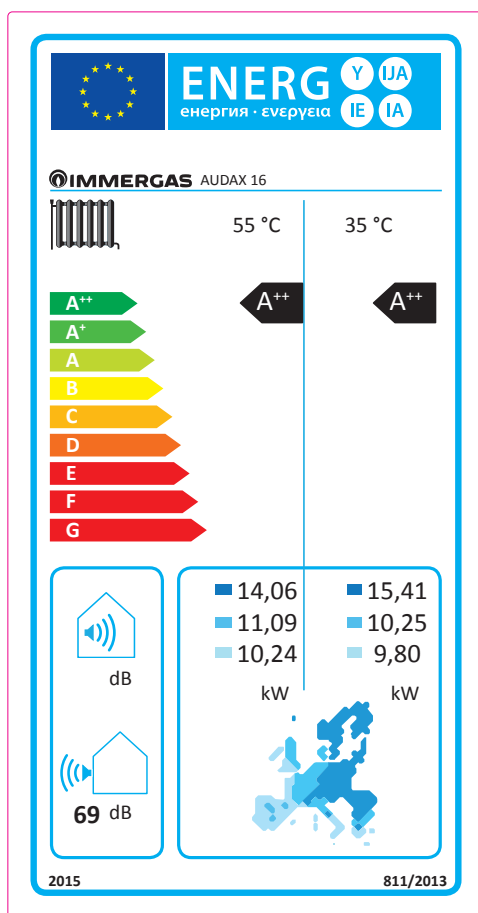 ENERG Y IJA
енергия · ενεργεια IE IA
IMMERGAS AUDAX 16
55 °C 35 °C
A++ A++ A++
A+
A
B
C
D
E
F
G
14,06 15,41
11,09 10,25
10,24 9,80
kW kW
dB
69 dB
2015 811/2013